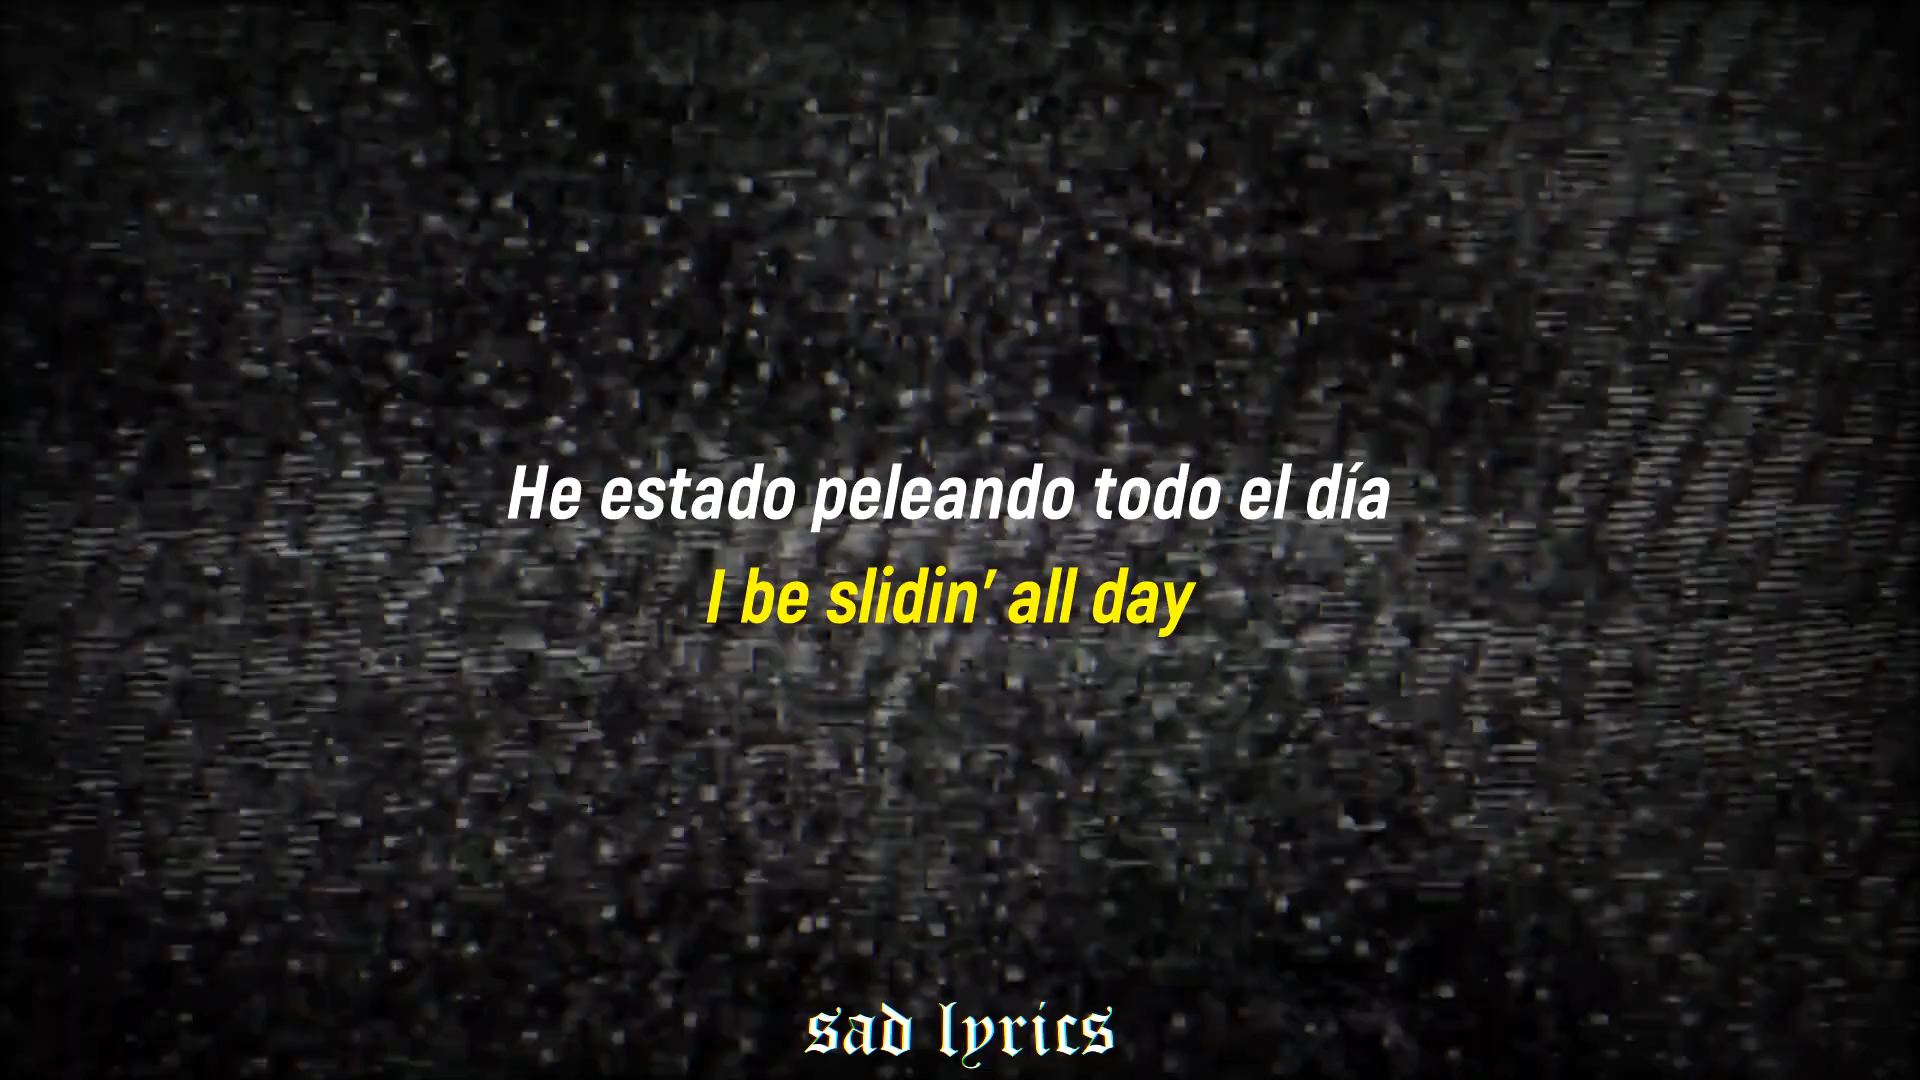 He estado peleando todo el día
I be slidin’ all day
sad lyrics